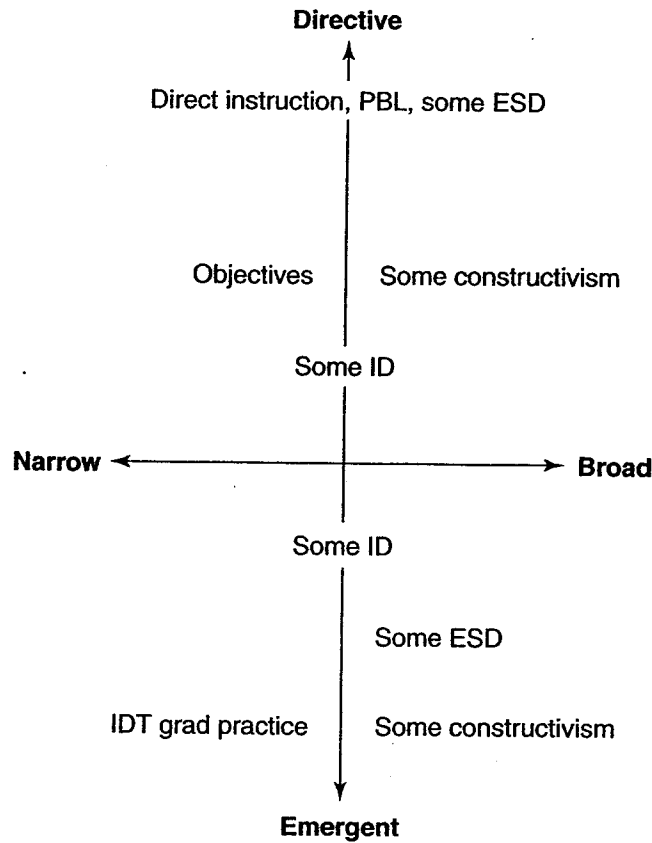 Directive
Direct instruction, PBL, some ESD
Objectives
Some constructivism
Some ID
Narrow
Broad
Some ID
Some ESD
IDT grad practice
Some constructivism
Emergent